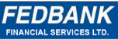 FEDBANK
FINANCIAL SERVICES LTD.